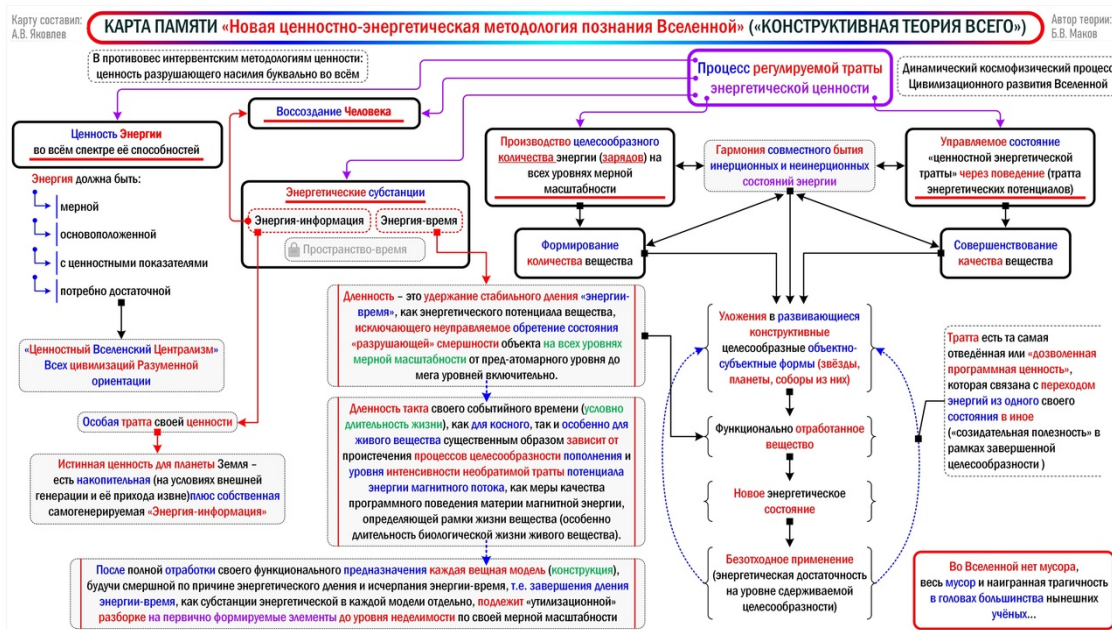 Карту составил:
А.В. Яковлев
КАРТА ПАМЯТИ «Новая ценностно-энергетическая методология познания Вселенной» («КОНСТРУКТИВНАЯ ТЕОРИЯ ВСЕГО»)
Автор теории:
Б.В. Маков
В противовес интервентским методологиям ценности:
ценность разрушающего насилия буквально во всём
Процесс регулируемой тратты
энергетической ценности
Динамический космофизический процесс
Цивилизационного развития Вселенной
Ценность Энергии
во всём спектре её способностей
Воссоздание Человека
Производство целесообразного
количества энергии (зарядов) на
всех уровнях мерной
масштабности
Гармония совместного бытия
инерционных и неинерционных
состояний энергии
Управляемое состояние
«ценностной энергетической
тратты» через поведение (тратта
энергетических потенциалов)
Энергия должна быть:
мерной
основоположенной
с ценностными показателями
потребно достаточной
Энергетические субстанции
Энергия-информация
Энергия-время
Пространство-время
Формирование
количества вещества
Совершенствование
качества вещества
«Ценностный Вселенский Централизм»
Всех цивилизаций Разуменной
ориентации
Дленность – это удержание стабильного дления «энергии-
время», как энергетического потенциала вещества,
исключающего неуправляемое обретение состояния
«разрушающей» смершности объекта на всех уровнях
мерной масштабности от пред-атомарного уровня до
мега уровней включительно.
Уложения в развивающиеся
конструктивные
целесообразные объектно-
субъектные формы (звёзды,
планеты, соборы из них)
Тратта есть та самая
отведённая или «дозволенная
программная ценность»,
которая связана с переходом
энергий из одного своего
состояния в иное
(«созидательная полезность» в
рамках завершенной
целесообразности )
Особая тратта своей ценности
Дленность такта своего событийного времени (условно
длительность жизни), как для косного, так и особенно для
живого вещества существенным образом зависит от
проистечения процессов целесообразности пополнения и
уровня интенсивности необратимой тратты потенциала
энергии магнитного потока, как меры качества
программного поведения материи магнитной энергии,
определяющей рамки жизни вещества (особенно
длительность биологической жизни живого вещества).
Функционально отработанное
вещество
Истинная ценность для планеты Земля –
есть накопительная (на условиях внешней
генерации и её прихода извне)плюс собственная
самогенерируемая «Энергия-информация»
Новое энергетическое
состояние
После полной отработки своего функционального предназначения каждая вещная модель (конструкция),
будучи смершной по причине энергетического дления и исчерпания энергии-время, т.е. завершения дления
энергии-время, как субстанции энергетической в каждой модели отдельно, подлежит «утилизационной»
разборке на первично формируемые элементы до уровня неделимости по своей мерной масштабности
Безотходное применение
(энергетическая достаточность
на уровне сдерживаемой
целесообразности)
Во Вселенной нет мусора,
весь мусор и наигранная трагичность
в головах большинства нынешних
учёных...